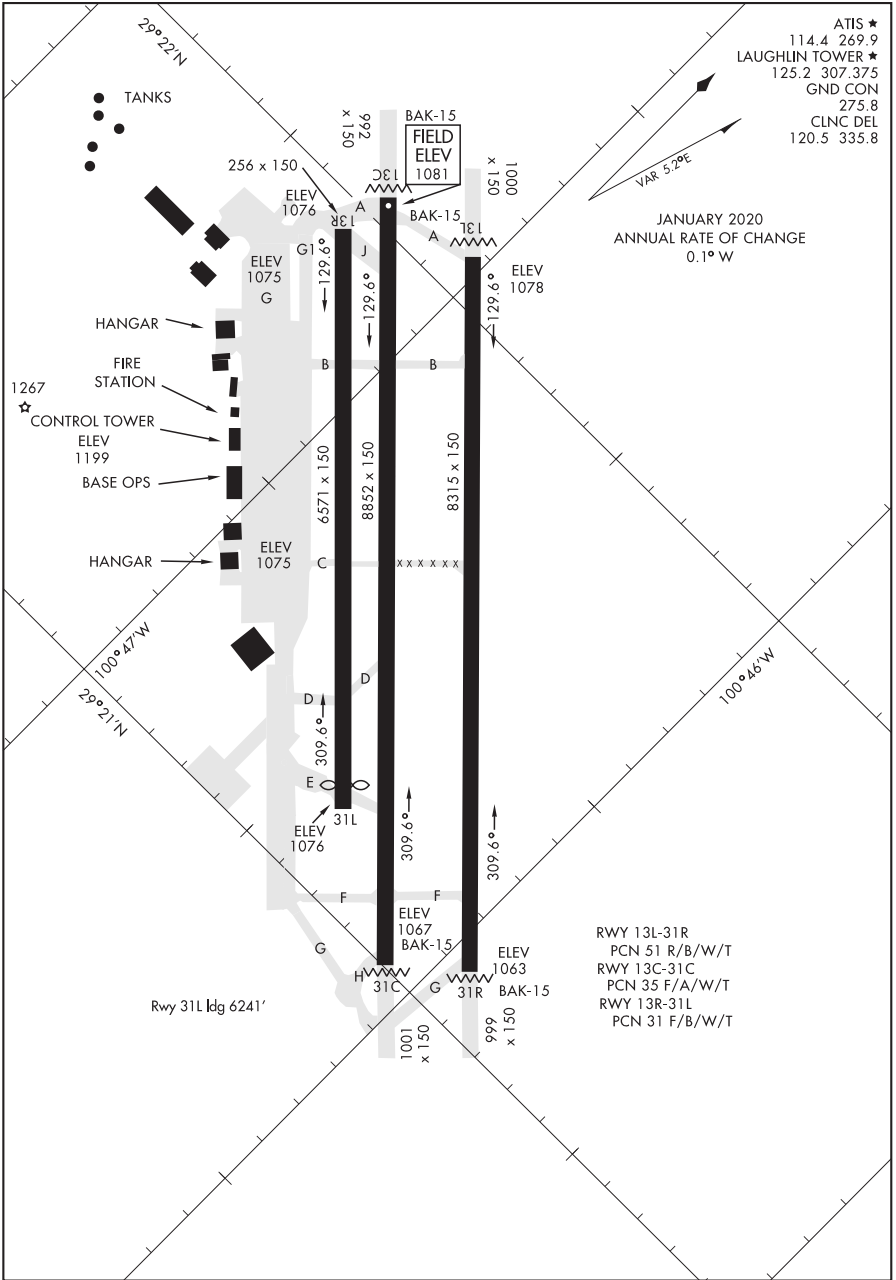 ATIS ★
114.4 269.9
LAUGHLIN TOWER ★
125.2 307.375
GND CON
275.8
CLNC DEL
120.5 335.8
VAR 5.2°E
JANUARY 2020
ANNUAL RATE OF CHANGE
0.1° W
29°22'N
TANKS
992
x 150
BAK-15
FIELD
ELEV
1081
1000
x 150
256 x 150
ELEV
1076
13R
13C
13L
A
BAK-15
A
G1
J
ELEV
1075
G
ELEV
1078
129.6°
129.6°
129.6°
HANGAR
FIRE
STATION
B
B
1267
CONTROL TOWER
ELEV
1199
BASE OPS
6571 x 150
8852 x 150
8315 x 150
HANGAR
ELEV
1075
C
x x x x x x
100°47'W
29°21'N
100°46'W
D
D
309.6°
E
ELEV
1076
31L
309.6°
309.6°
F
F
G
ELEV
1067
BAK-15
H
31C
G
ELEV
1063
31R
BAK-15
Rwy 31L ldg 6241'
1001
x 150
999
x 150
RWY 13L-31R
PCN 51 R/B/W/T
RWY 13C-31C
PCN 35 F/A/W/T
RWY 13R-31L
PCN 31 F/B/W/T